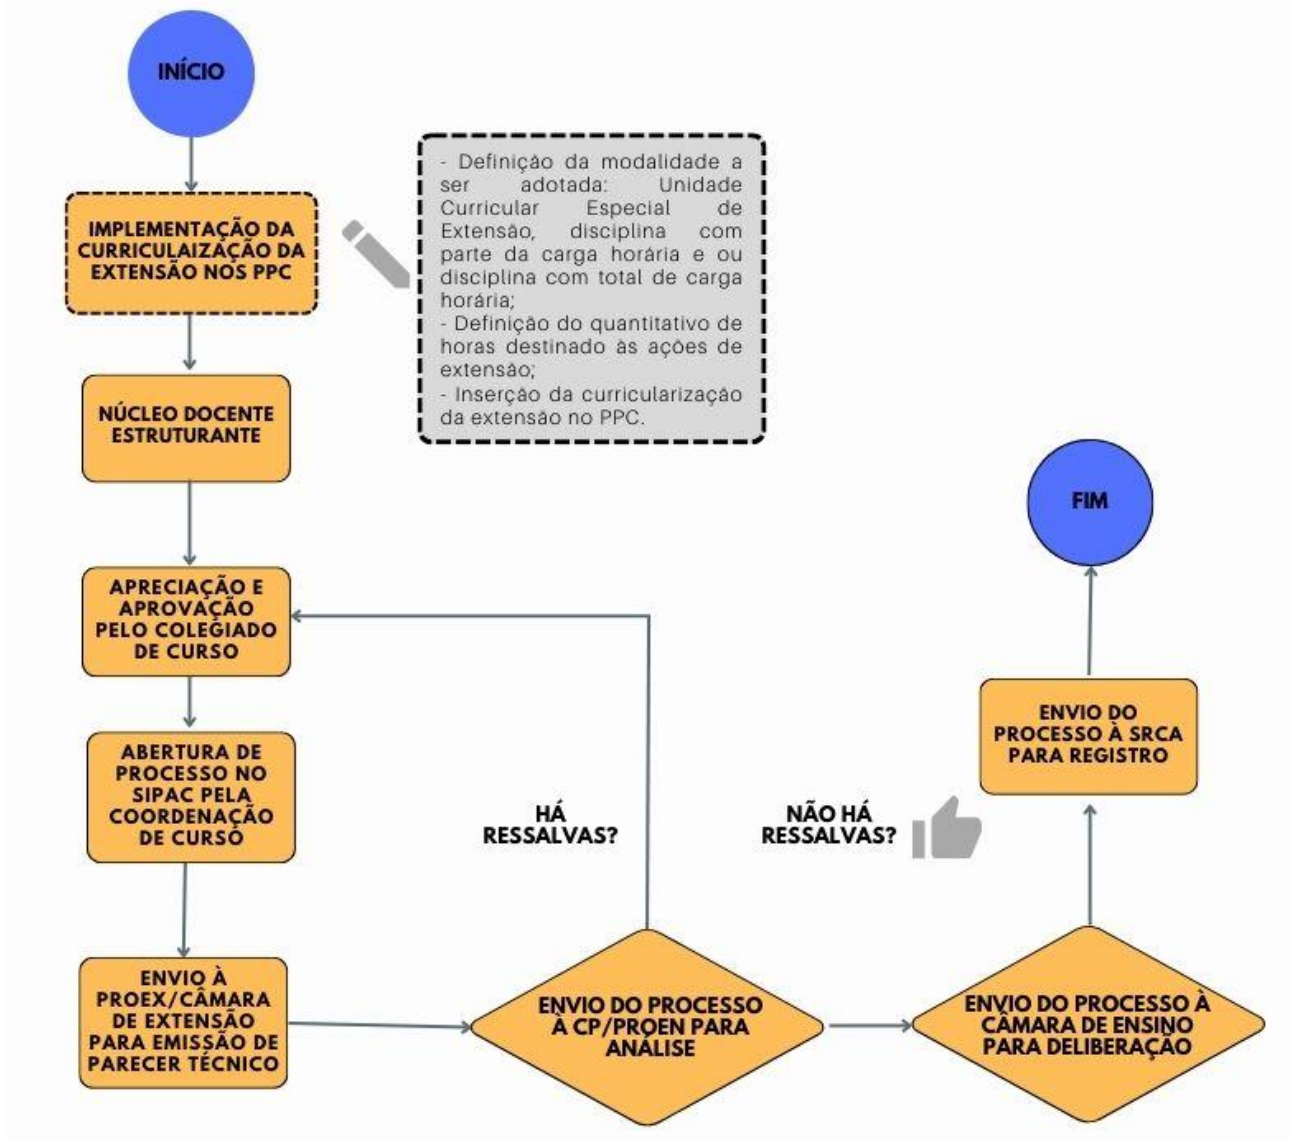 INÍCIO
IMPLEMENTAÇÃO DA
CURRICULAIZAÇÃO DA
EXTENSÃO NOS PPC
- Definição da modalidade a
ser adotada: Unidade
Curricular Especial de
Extensão, disciplina com
parte da carga horária e ou
disciplina com total de carga
horária;
- Definição do quantitativo de
horas destinado às ações de
extensão;
- Inserção da curricularização
da extensão no PPC.
NÚCLEO DOCENTE
ESTRUTURANTE
APRECIAÇÃO E
APROVAÇÃO
PELO COLEGIADO
DE CURSO
ABERTURA DE
PROCESSO NO
SIPAC PELA
COORDENAÇÃO
DE CURSO
ENVIO À
PROEX/CÂMARA
DE EXTENSÃO
PARA EMISSÃO DE
PARECER TÉCNICO
HÁ
RESSALVAS?
ENVIO DO PROCESSO
À CP/PROEN PARA
ANÁLISE
NÃO HÁ
RESSALVAS?
ENVIO DO PROCESSO À
CÂMARA DE ENSINO
PARA DELIBERAÇÃO
ENVIO DO
PROCESSO À SRCA
PARA REGISTRO
FIM